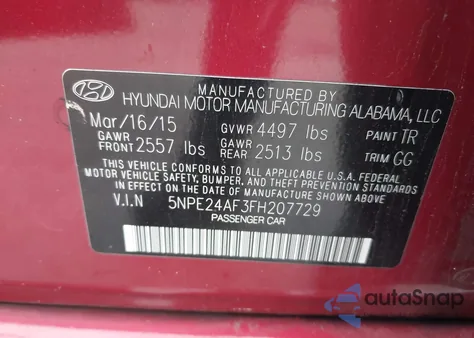 MANUFACTURED BY
HYUNDAI MOTOR MANUFACTURING ALABAMA, LLC
Mar/16/15 GVWR 4497 lbs PAINT TR
GAWR FRONT 2557 lbs GAWR REAR 2513 lbs TRIM GG
THIS VEHICLE CONFORMS TO ALL APPLICABLE U.S.A. FEDERAL
MOTOR VEHICLE SAFETY, BUMPER, AND THEFT PREVENTION STANDARDS
IN EFFECT ON THE DATE OF MANUFACTURE SHOWN ABOVE.
V.I.N 5NPE24AF3FH207729
PASSENGER CAR
autoSnap